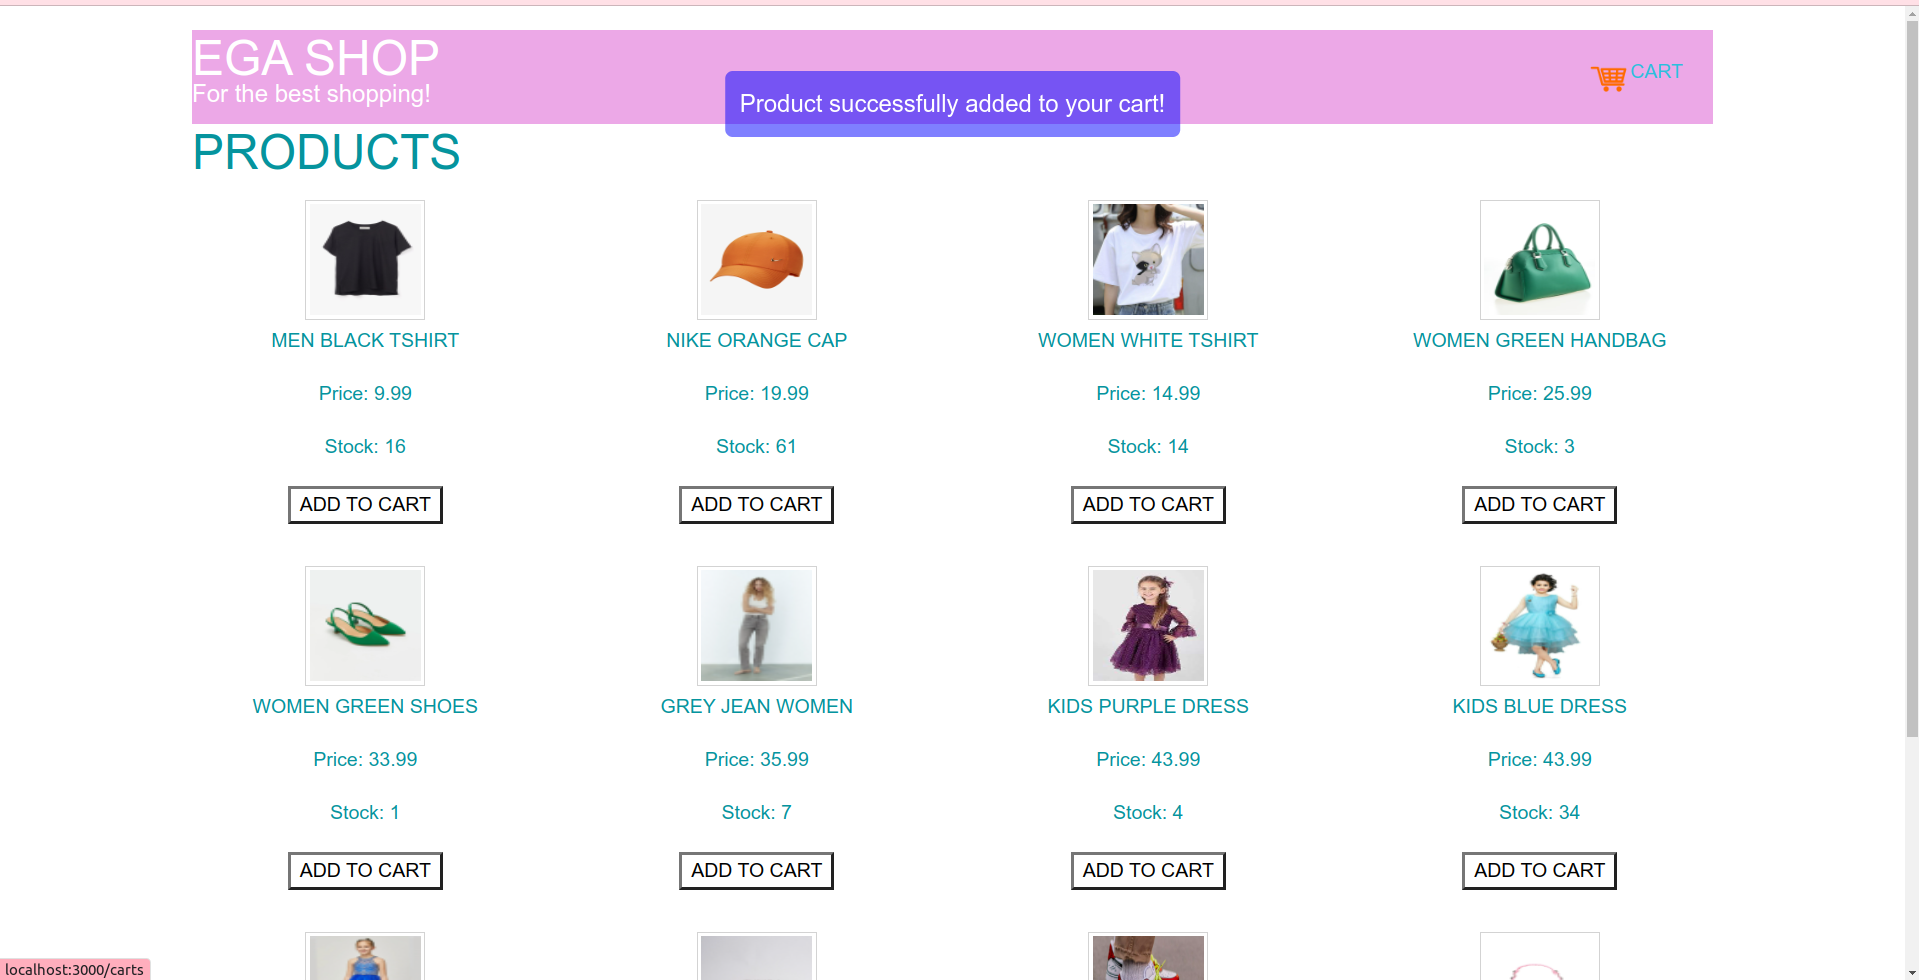 EGA SHOP
For the best shopping!
CART
Product successfully added to your cart!
PRODUCTS
MEN BLACK TSHIRT
Price: 9.99
Stock: 16
ADD TO CART
NIKE ORANGE CAP
Price: 19.99
Stock: 61
ADD TO CART
WOMEN WHITE TSHIRT
Price: 14.99
Stock: 14
ADD TO CART
WOMEN GREEN HANDBAG
Price: 25.99
Stock: 3
ADD TO CART
WOMEN GREEN SHOES
Price: 33.99
Stock: 1
ADD TO CART
GREY JEAN WOMEN
Price: 35.99
Stock: 7
ADD TO CART
KIDS PURPLE DRESS
Price: 43.99
Stock: 4
ADD TO CART
KIDS BLUE DRESS
Price: 43.99
Stock: 34
ADD TO CART
localhost:3000/carts